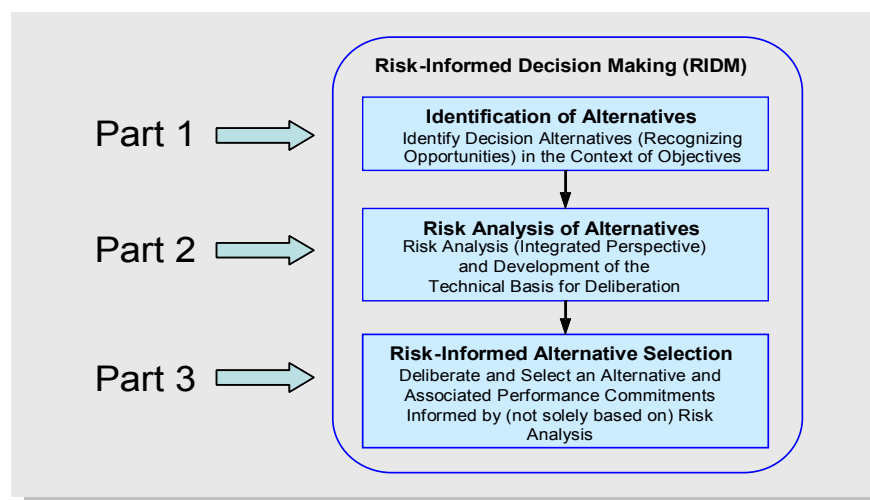 Risk-Informed Decision Making (RIDM)
Part 1
Identification of Alternatives
Identify Decision Alternatives (Recognizing
Opportunities) in the Context of Objectives
Part 2
Risk Analysis of Alternatives
Risk Analysis (Integrated Perspective)
and Development of the
Technical Basis for Deliberation
Part 3
Risk-Informed Alternative Selection
Deliberate and Select an Alternative and
Associated Performance Commitments
Informed by (not solely based on) Risk
Analysis